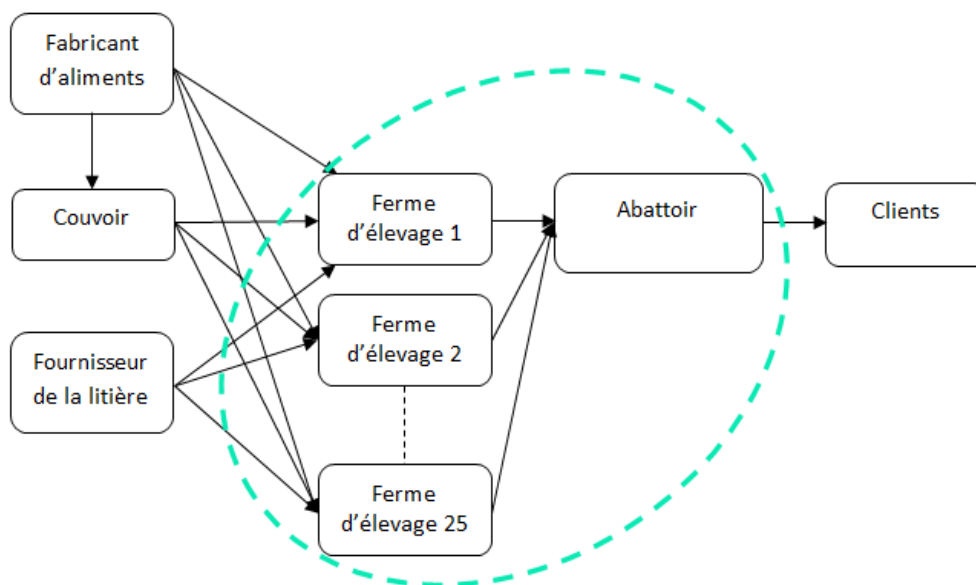 Fabricant
d’aliments
Couvoir
Fournisseur
de la litière
Ferme
d’élevage 1
Ferme
d’élevage 2
Ferme
d’élevage 25
Abattoir
Clients